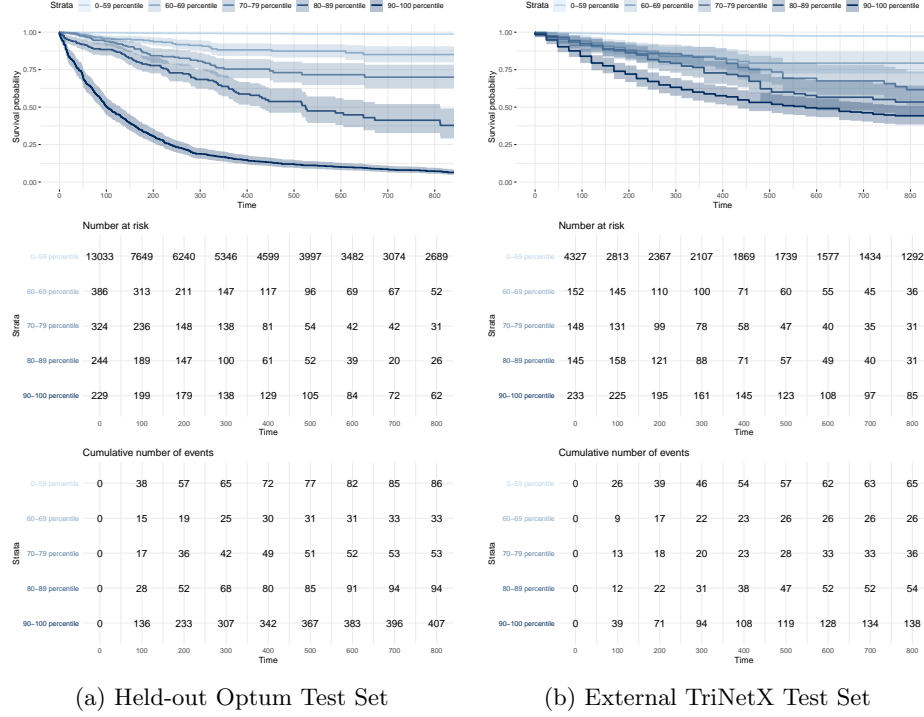 Strata 0–59 percentile 60–69 percentile 70–79 percentile 80–89 percentile 90–100 percentile
Survival probability
1.00
0.75
0.50
0.25
0.00
0 100 200 300 400 500 600 700 800
Time
Number at risk
Strata
0–59 percentile 13033 7649 6240 5346 4599 3997 3482 3074 2689
60–69 percentile 386 313 211 147 117 96 69 67 52
70–79 percentile 324 236 148 138 81 54 42 42 31
80–89 percentile 244 189 147 100 61 52 39 20 26
90–100 percentile 229 199 179 138 129 105 84 72 62
0 100 200 300 400 500 600 700 800
Time
Cumulative number of events
Strata
0–59 percentile 0 38 57 65 72 77 82 85 86
60–69 percentile 0 15 19 25 30 31 31 33 33
70–79 percentile 0 17 36 42 49 51 52 53 53
80–89 percentile 0 28 52 68 80 85 91 94 94
90–100 percentile 0 136 233 307 342 367 383 396 407
0 100 200 300 400 500 600 700 800
Time
(a) Held-out Optum Test Set
Strata 0–59 percentile 60–69 percentile 70–79 percentile 80–89 percentile 90–100 percentile
Survival probability
1.00
0.75
0.50
0.25
0.00
0 100 200 300 400 500 600 700 800
Time
Number at risk
Strata
0–59 percentile 4327 2813 2367 2107 1869 1739 1577 1434 1292
60–69 percentile 152 145 110 100 71 60 55 45 36
70–79 percentile 148 131 99 78 58 47 40 35 31
80–89 percentile 145 158 121 88 71 57 49 40 31
90–100 percentile 233 225 195 161 145 123 108 97 85
0 100 200 300 400 500 600 700 800
Time
Cumulative number of events
Strata
0–59 percentile 0 26 39 46 54 57 62 63 65
60–69 percentile 0 9 17 22 23 26 26 26 26
70–79 percentile 0 13 18 20 23 28 33 33 36
80–89 percentile 0 12 22 31 38 47 52 52 54
90–100 percentile 0 39 71 94 108 119 128 134 138
0 100 200 300 400 500 600 700 800
Time
(b) External TriNetX Test Set